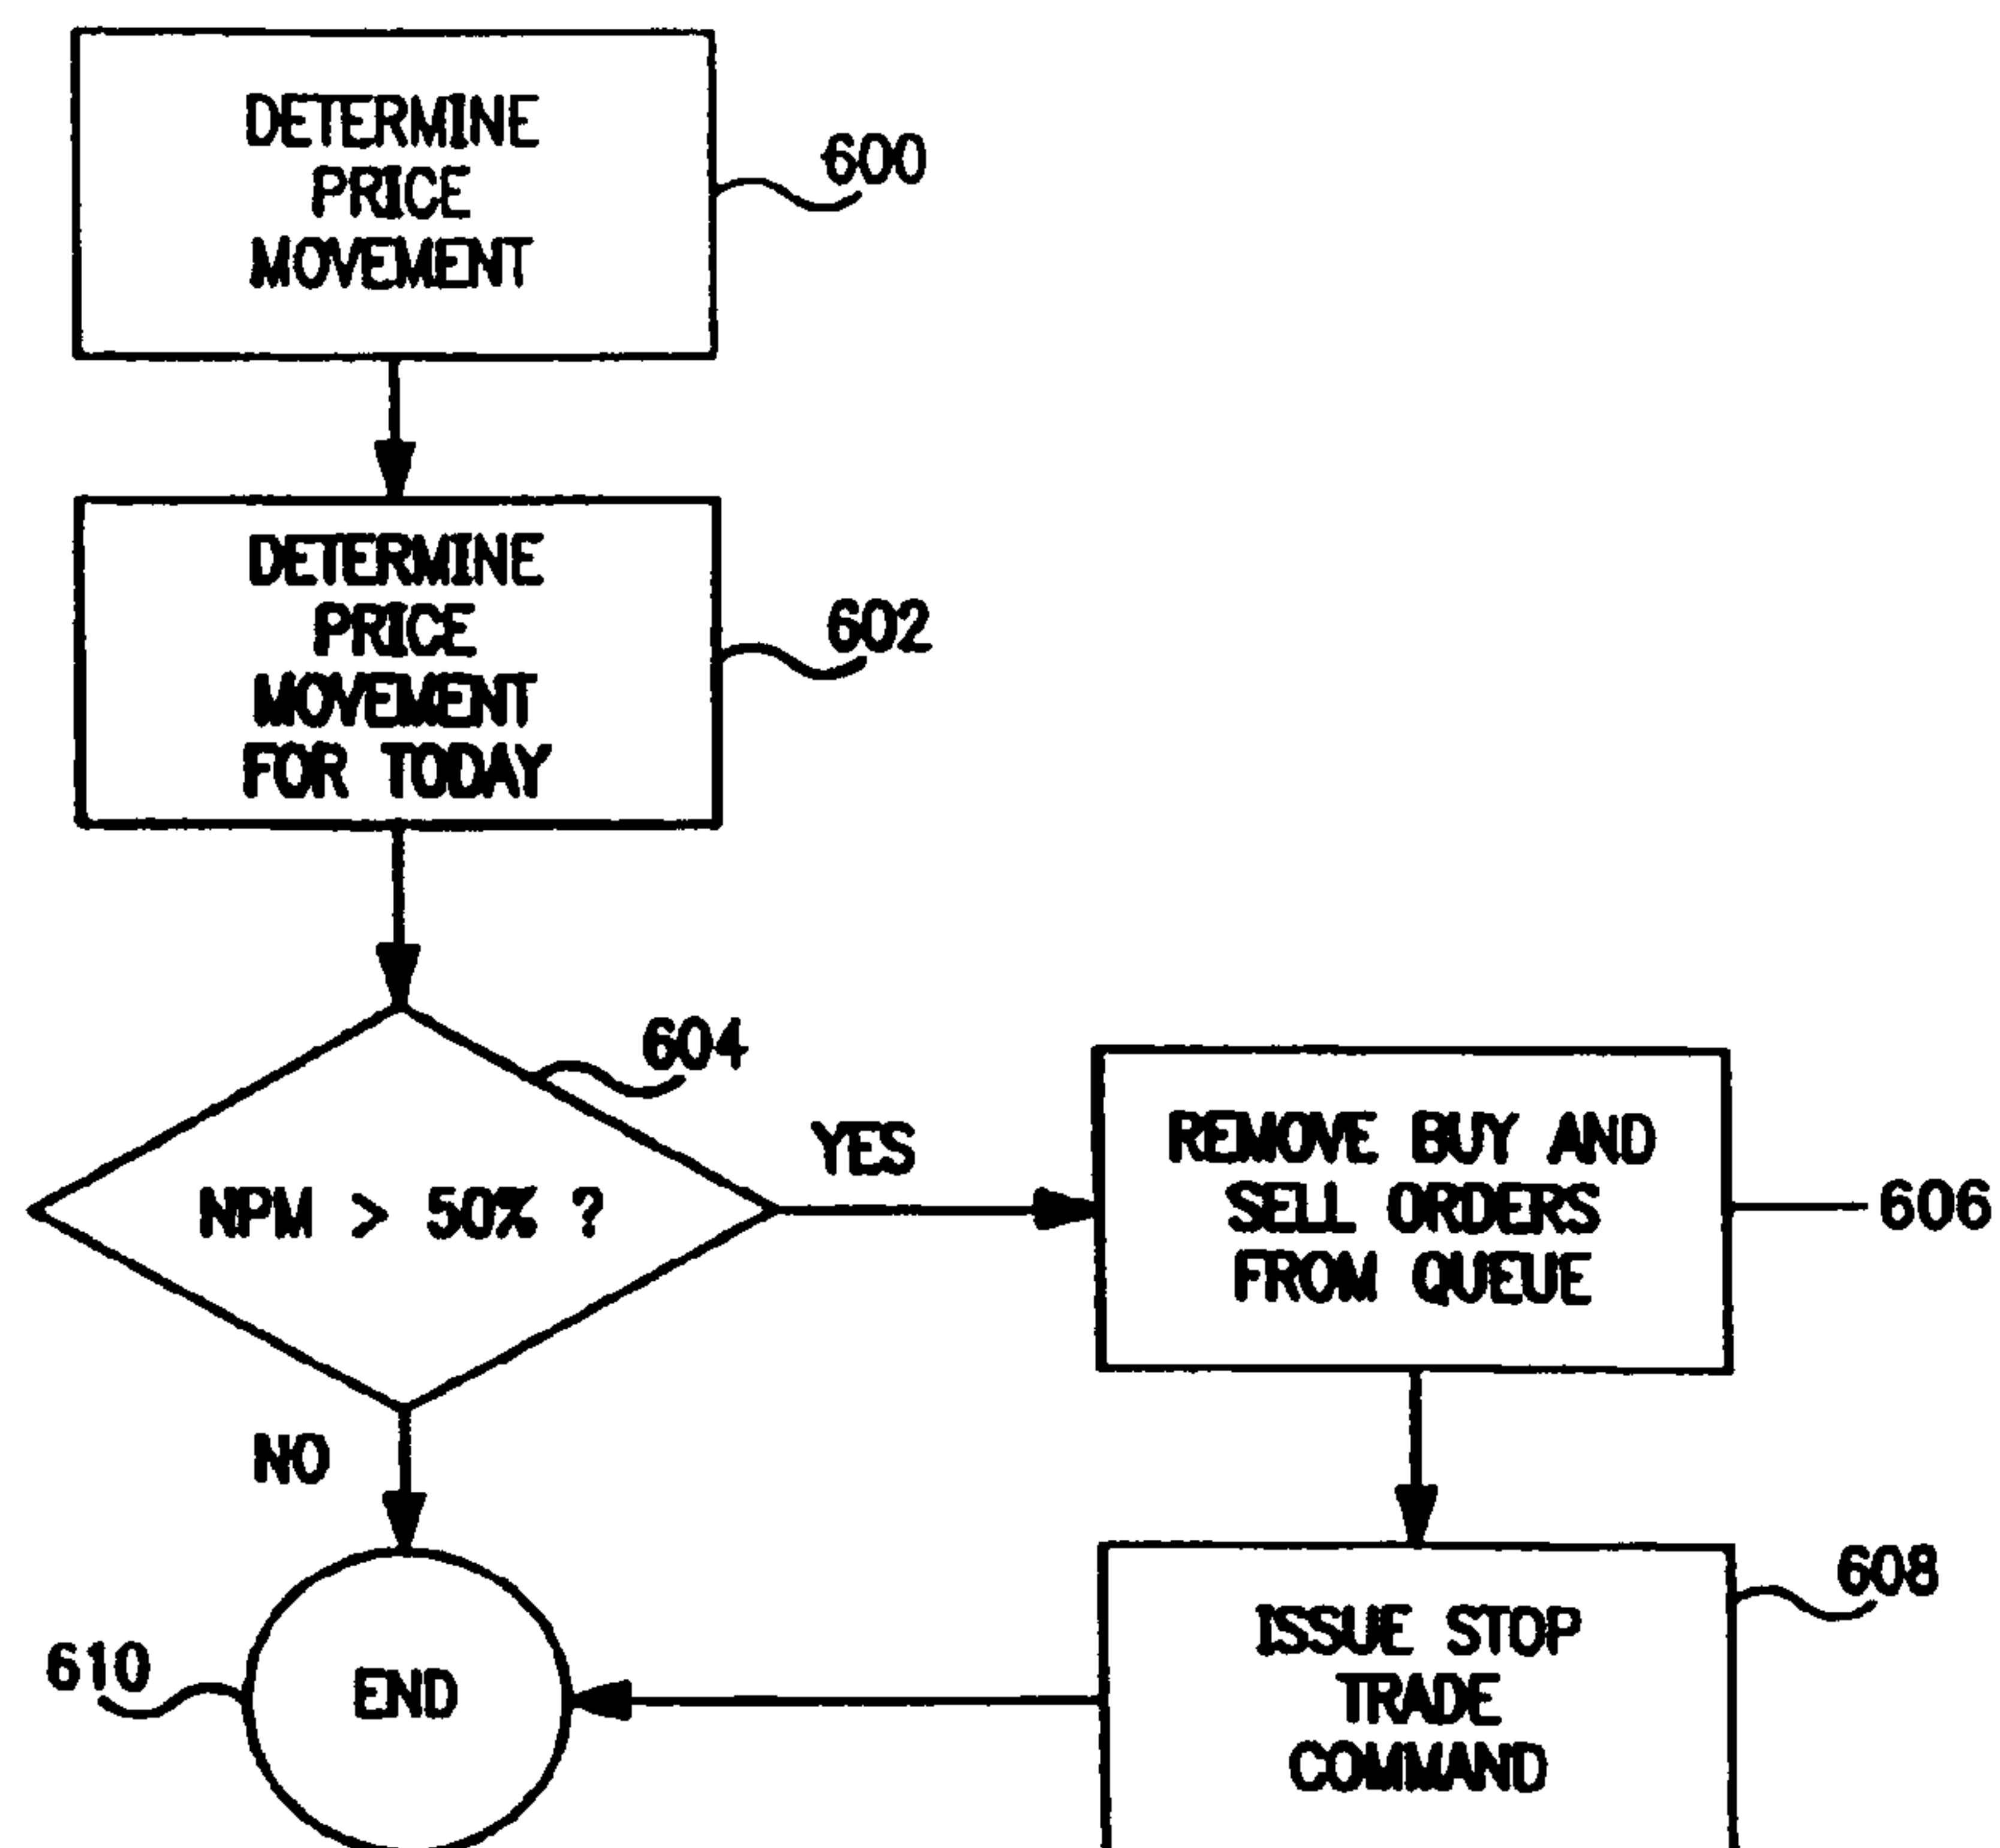 DETERMINE
PRICE
MOVEMENT
600
DETERMINE
PRICE
MOVEMENT
FOR TODAY
602
604
NPM > 50% ?
YES
REMOVE BUY AND
SELL ORDERS
FROM QUEUE
606
NO
608
ISSUE STOP
TRADE
COMMAND
610
END